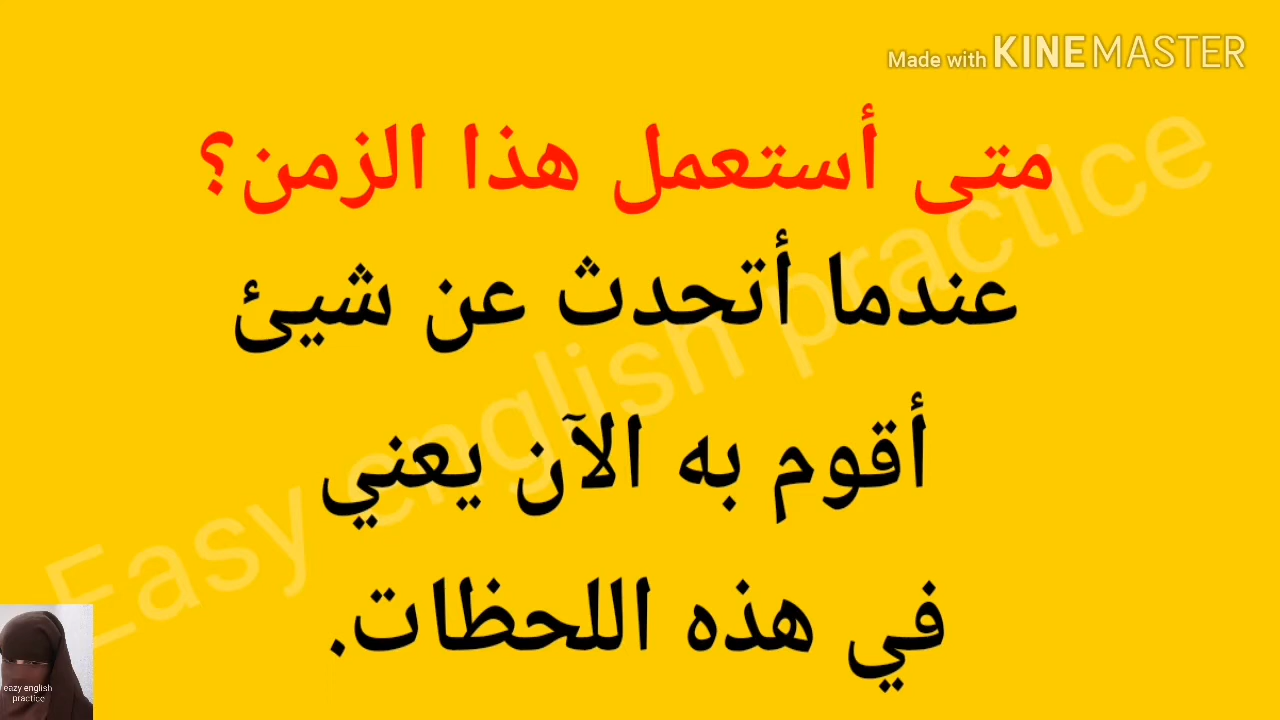 Made with KINEMASTER
متى أستعمل هذا الزمن؟
عندما أتحدث عن شيئ
أقوم به الآن يعني
في هذه اللحظات.
Easy english practice
eazy english
practice